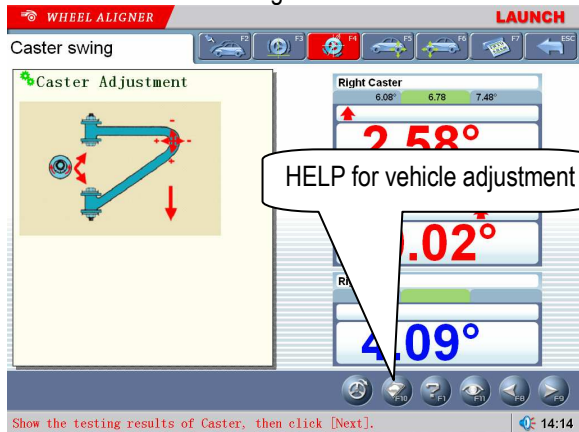 WHEEL ALIGNER
LAUNCH
Caster swing
F2 F3 F4 F5 F6 F7 ESC
Caster Adjustment
Right Caster
6.08° 6.78 7.48°
2.58°
HELP for vehicle adjustment
.02°
4.09°
F10 F1 F11 F8 F9
Show the testing results of Caster, then click [Next].
14:14